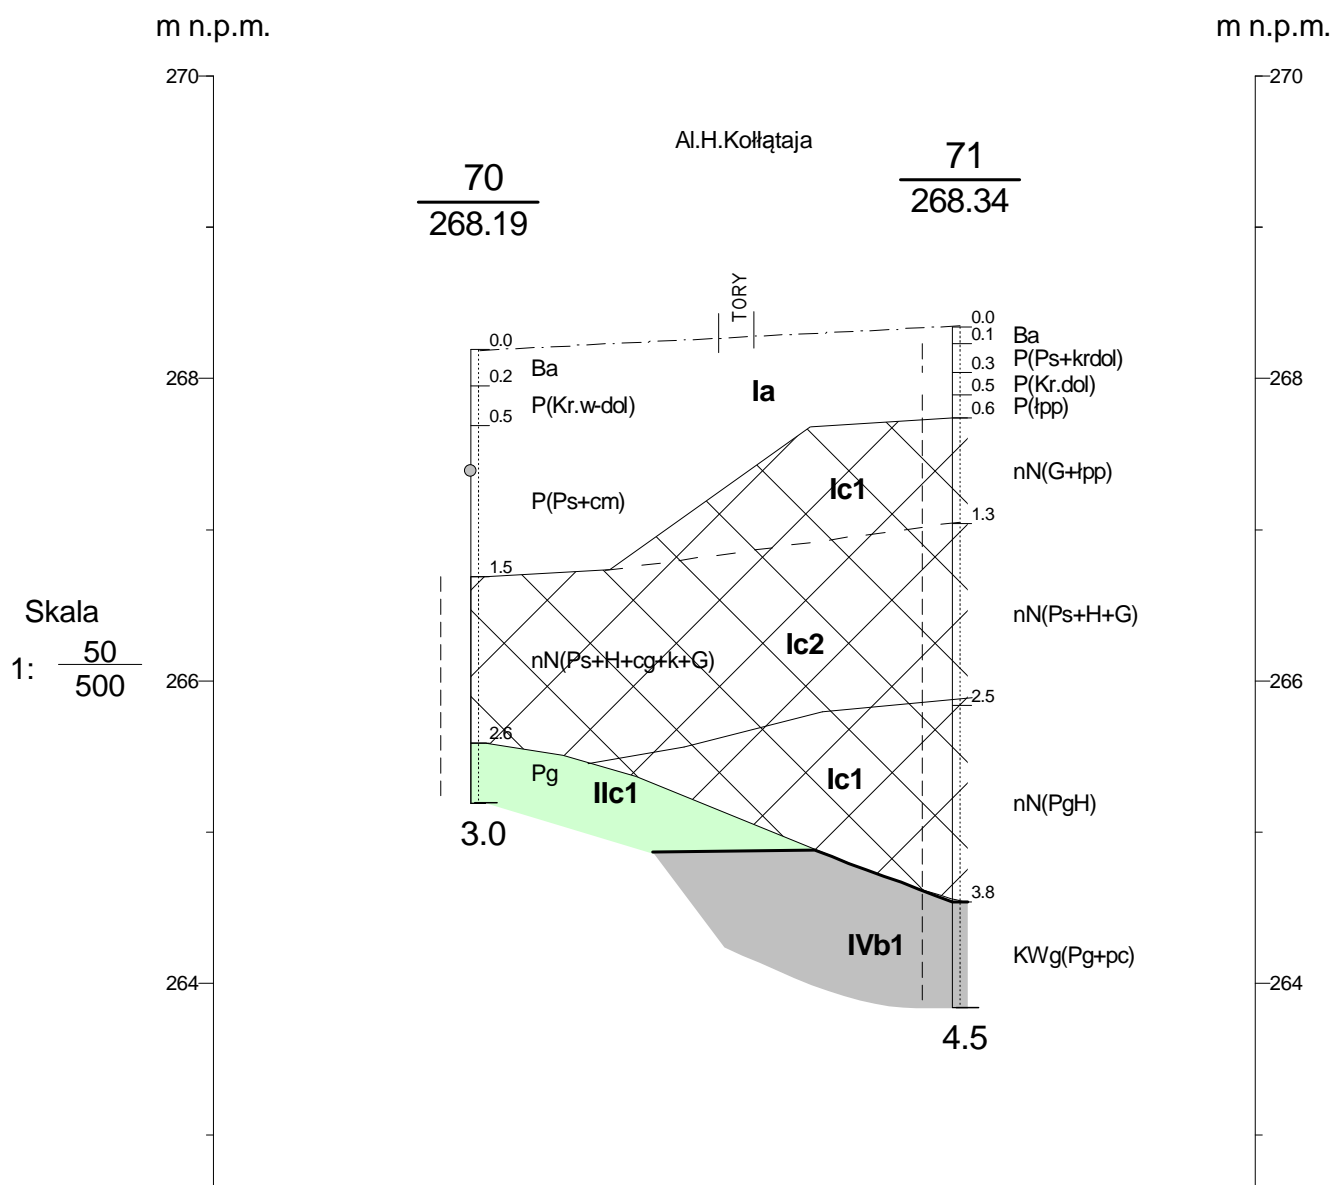 m n.p.m.
m n.p.m.
270
270
Al.H.Kołłątaja
70
268.19
71
268.34
TORY
0.0
0.2
0.5
1.5
2.6
3.0
Ba
P(Kr.w-dol)
P(Ps+cm)
nN(Ps+H+cg+k+G)
Pg
Ia
Ic1
Ic2
Ic1
IIc1
IVb1
0.0
0.1
0.3
0.5
0.6
1.3
2.5
3.8
4.5
Ba
P(Ps+krdol)
P(Kr.dol)
P(łpp)
nN(G+łpp)
nN(Ps+H+G)
nN(PgH)
KWg(Pg+pc)
268
268
Skala
1: 50
500
266
266
264
264